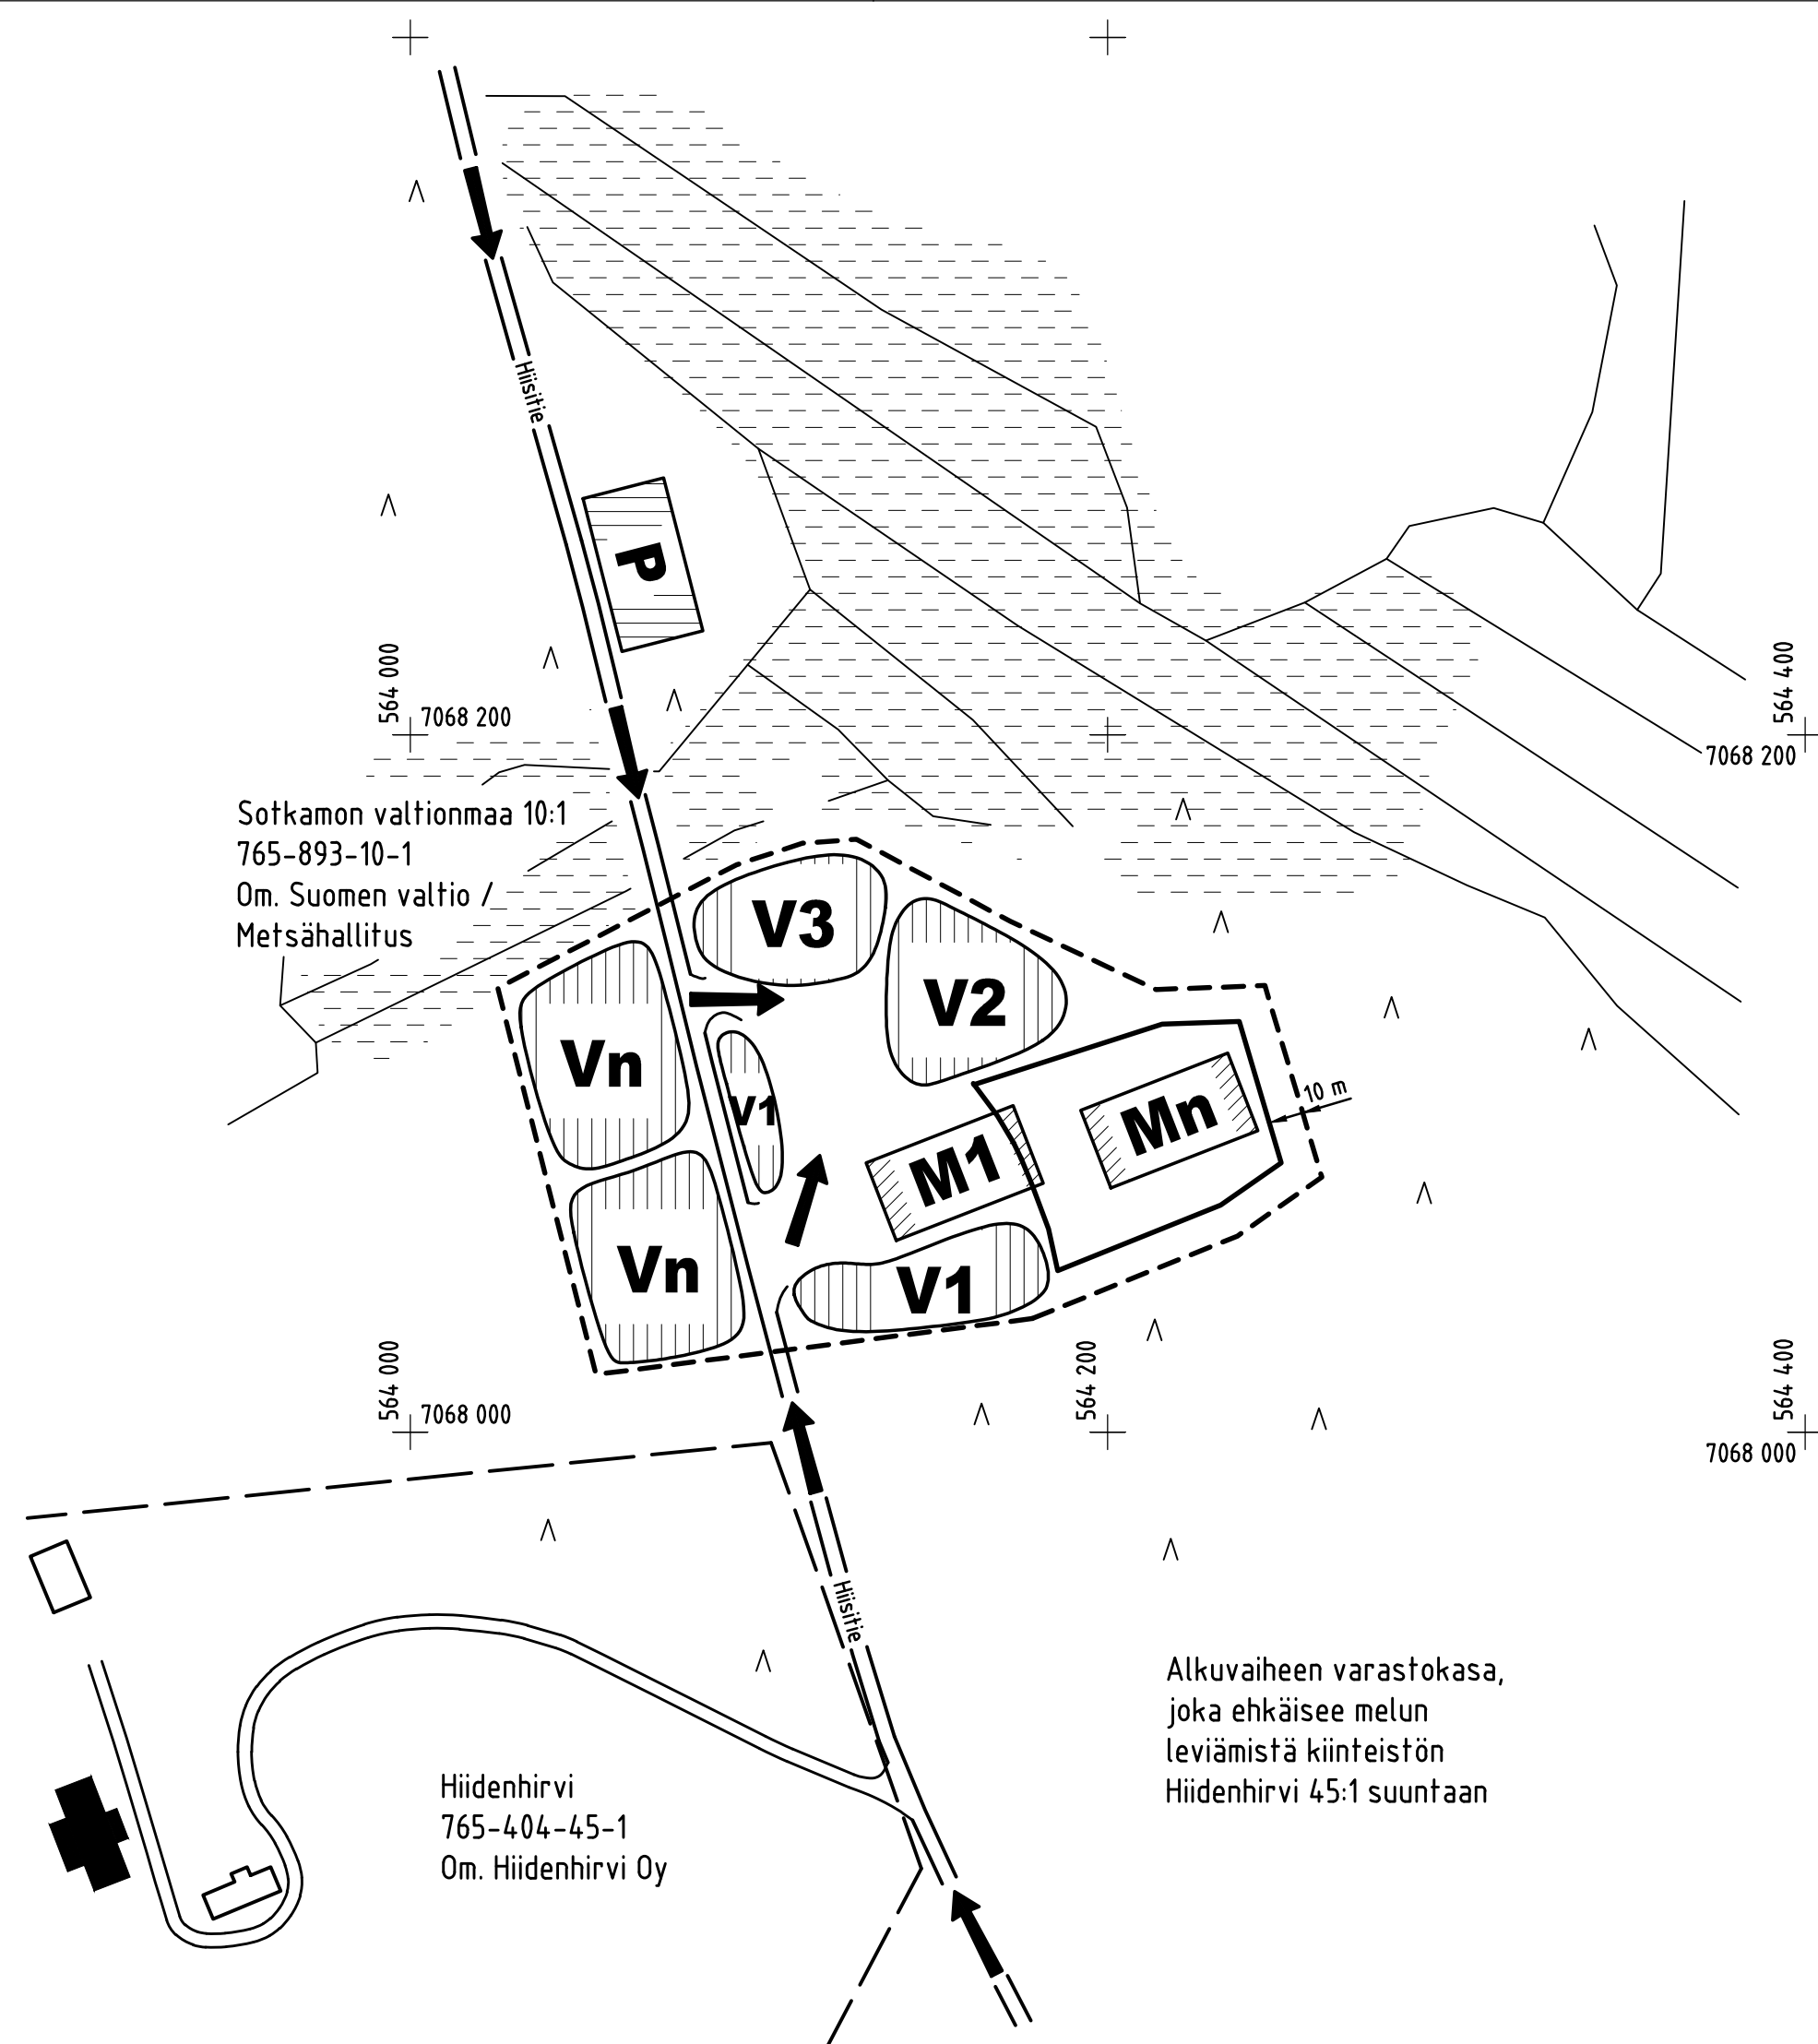 Hiisitie
P
564 000
7068 200
564 400
7068 200
Sotkamon valtionmaa 10:1
765-893-10-1
Om. Suomen valtio /
Metsähallitus
V3
V2
Vn
V1
10 m
Mn
M1
Vn
V1
564 000
7068 000
564 200
564 400
7068 000
Hiisitie
Alkuvaiheen varastokasa,
joka ehkäisee melun
leviämistä kiinteistön
Hiidenhirvi 45:1 suuntaan
Hiidenhirvi
765-404-45-1
Om. Hiidenhirvi Oy